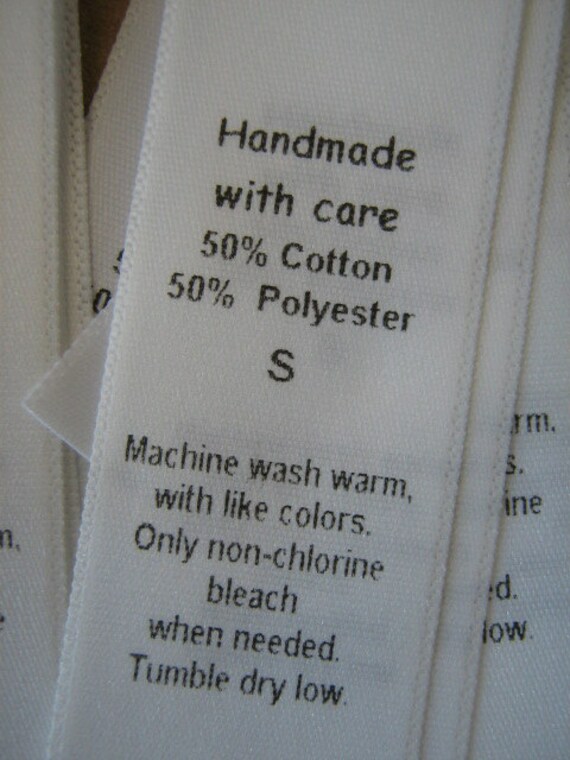 Handmade
with care
50% Cotton
50% Polyester
S
Machine wash warm,
with like colors.
Only non-chlorine
bleach
when needed.
Tumble dry low.